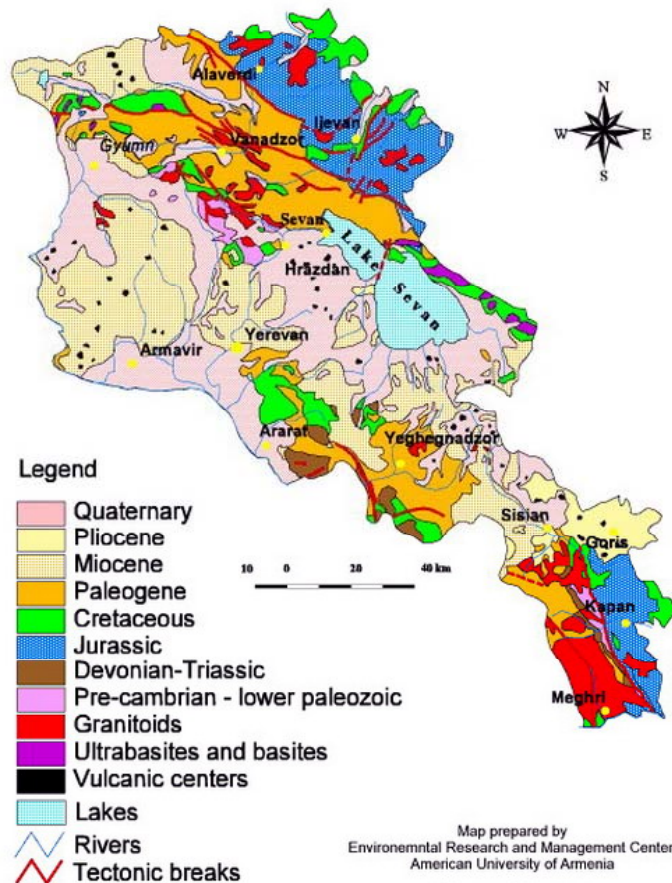 Alaverdi
N
Ijevan
W E
Vanadzor
Gyumri
S
Sevan
Lake
Hrazdan
Sevan
Yerevan
Armavir
Ararat
Yeghegnadzor
Legend
Quaternary
Sisian
Pliocene
Goris
Miocene
10 0 20 40 km
Paleogene
Cretaceous
Kapan
Jurassic
Devonian-Triassic
Pre-cambrian - lower paleozoic
Meghri
Granitoids
Ultrabasites and basites
Vulcanic centers
Lakes
Rivers
Tectonic breaks
Map prepared by
Environemntal Research and Management Center
American University of Armenia